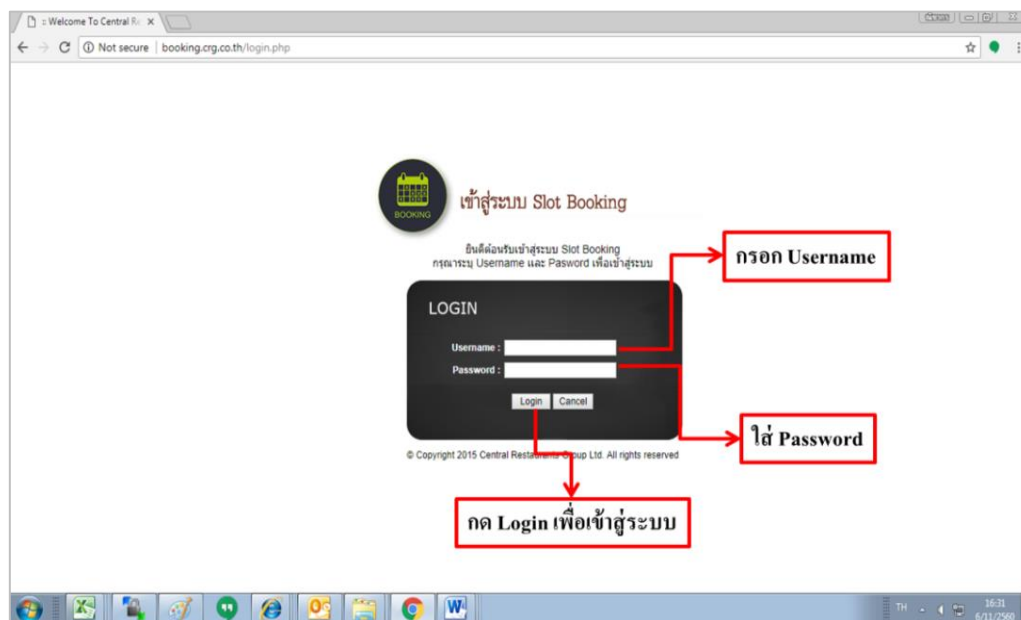 :: Welcome To Central Re
Not secure | booking.crg.co.th/login.php
BOOKING
เข้าสู่ระบบ Slot Booking
ยินดีต้อนรับเข้าสู่ระบบ Slot Booking
กรุณาระบุ Username และ Pasword เพื่อเข้าสู่ระบบ
กรอก Username
LOGIN
Username :
Password :
Login Cancel
ใส่ Password
© Copyright 2015 Central Restaurants Group Ltd. All rights reserved
กด Login เพื่อเข้าสู่ระบบ
TH
16:31
6/11/2560